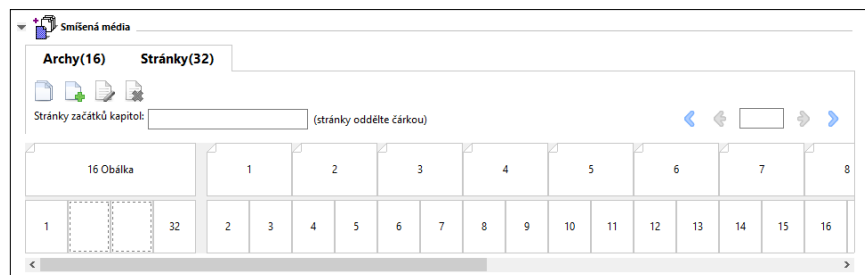 Smíšená média
Archy(16) Stránky(32)
Stránky začátků kapitol: (stránky oddělte čárkou)
16 Obálka 1 2 3 4 5 6 7 8
1 32 2 3 4 5 6 7 8 9 10 11 12 13 14 15 16